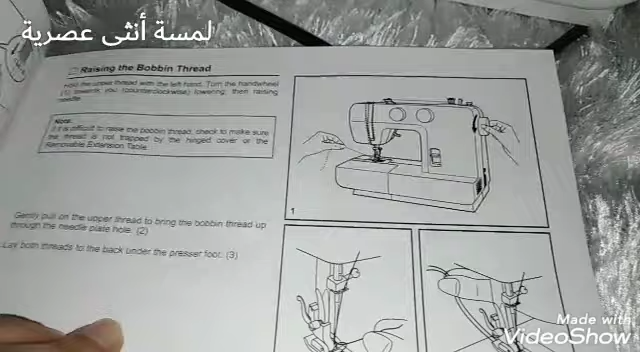 لمسة أنثى عصرية
Raising the Bobbin Thread
Hold the upper thread with the left hand. Turn the handwheel
(1) towards you (counterclockwise) lowering, then raising
needle.
Note:
If it is difficult to raise the bobbin thread, check to make sure
the thread is not trapped by the hinged cover or the
Removable Extension Table.
1
Gently pull on the upper thread to bring the bobbin thread up
through the needle plate hole. (2)
Lay both threads to the back under the presser foot. (3)
Made with
VideoShow